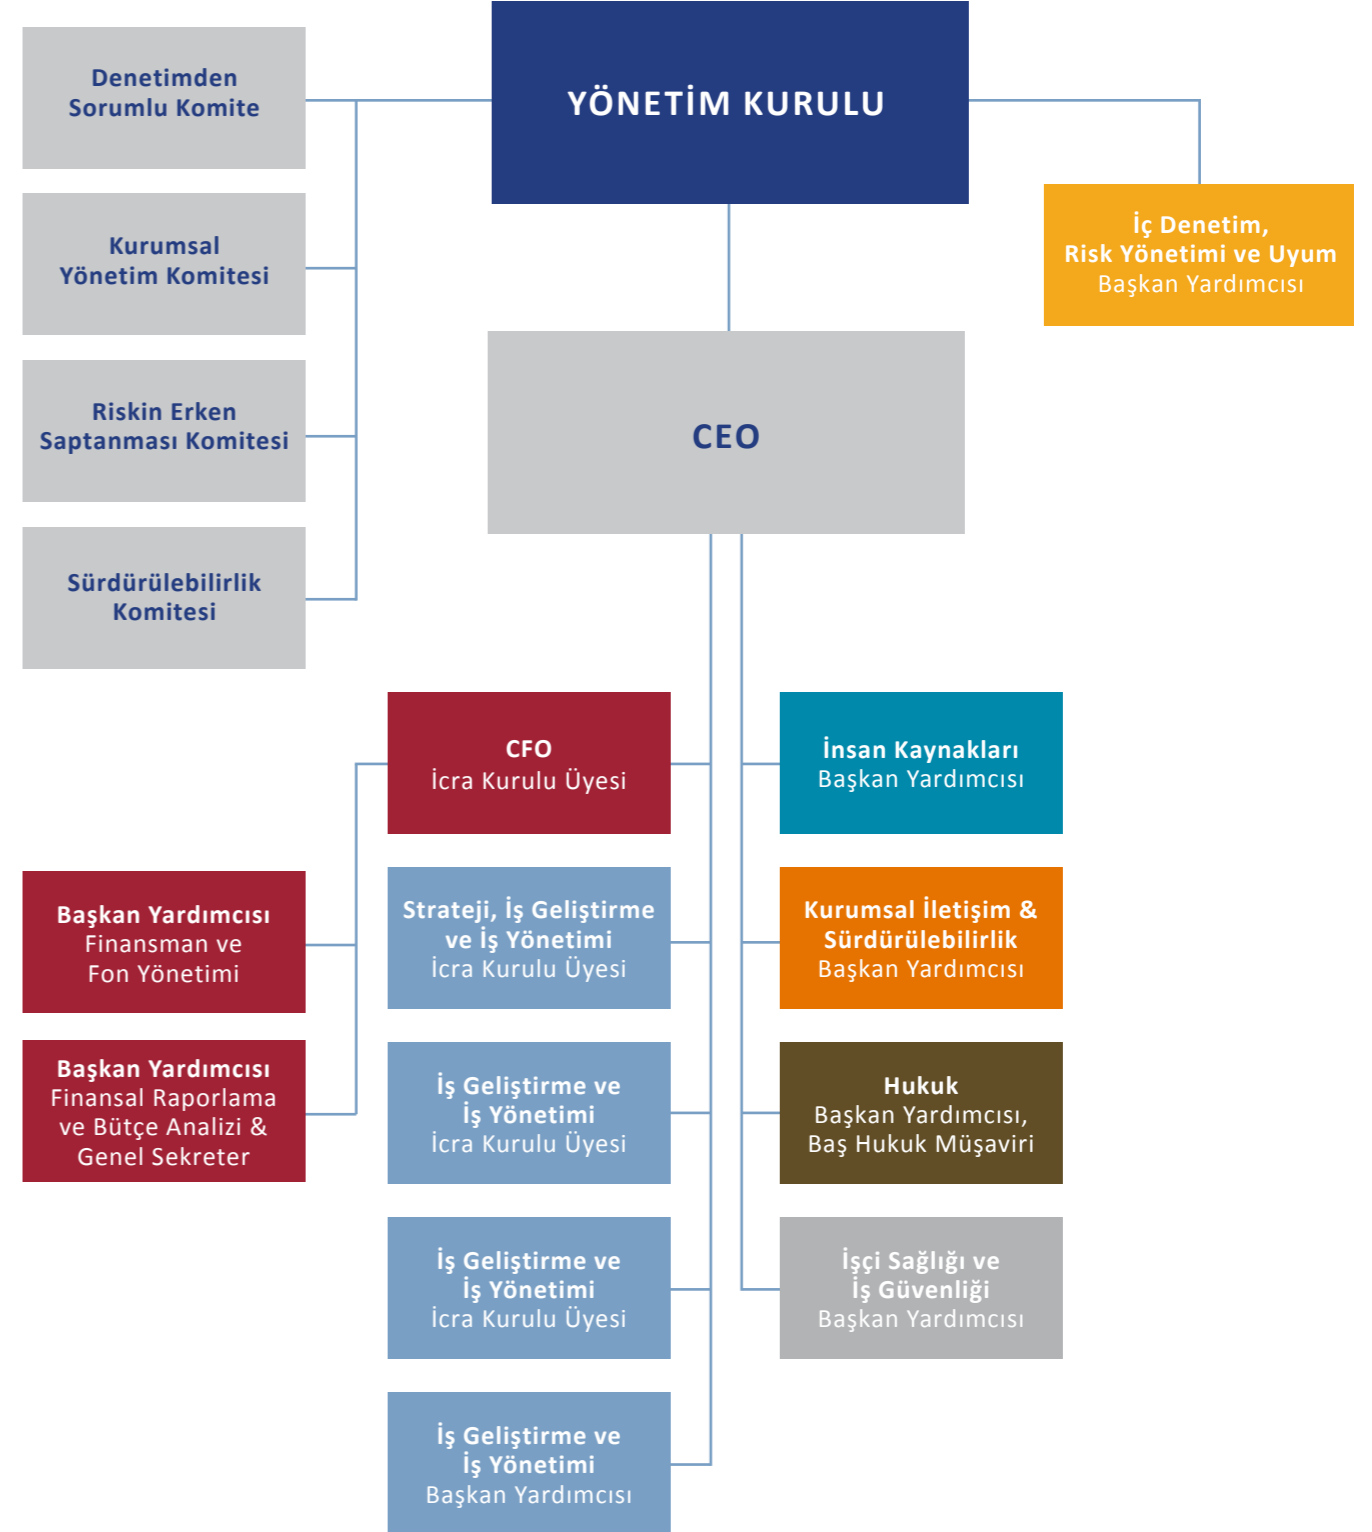 YÖNETİM KURULU
Denetimden
Sorumlu Komite
Kurumsal
Yönetim Komitesi
Riskin Erken
Saptanması Komitesi
Sürdürülebilirlik
Komitesi
İç Denetim,
Risk Yönetimi ve Uyum
Başkan Yardımcısı
CEO
CFO
İcra Kurulu Üyesi
Başkan Yardımcısı
Finansman ve
Fon Yönetimi
Başkan Yardımcısı
Finansal Raporlama
ve Bütçe Analizi &
Genel Sekreter
Strateji, İş Geliştirme
ve İş Yönetimi
İcra Kurulu Üyesi
İş Geliştirme ve
İş Yönetimi
İcra Kurulu Üyesi
İş Geliştirme ve
İş Yönetimi
İcra Kurulu Üyesi
İş Geliştirme ve
İş Yönetimi
Başkan Yardımcısı
İnsan Kaynakları
Başkan Yardımcısı
Kurumsal İletişim &
Sürdürülebilirlik
Başkan Yardımcısı
Hukuk
Başkan Yardımcısı,
Baş Hukuk Müşaviri
İşçi Sağlığı ve
İş Güvenliği
Başkan Yardımcısı